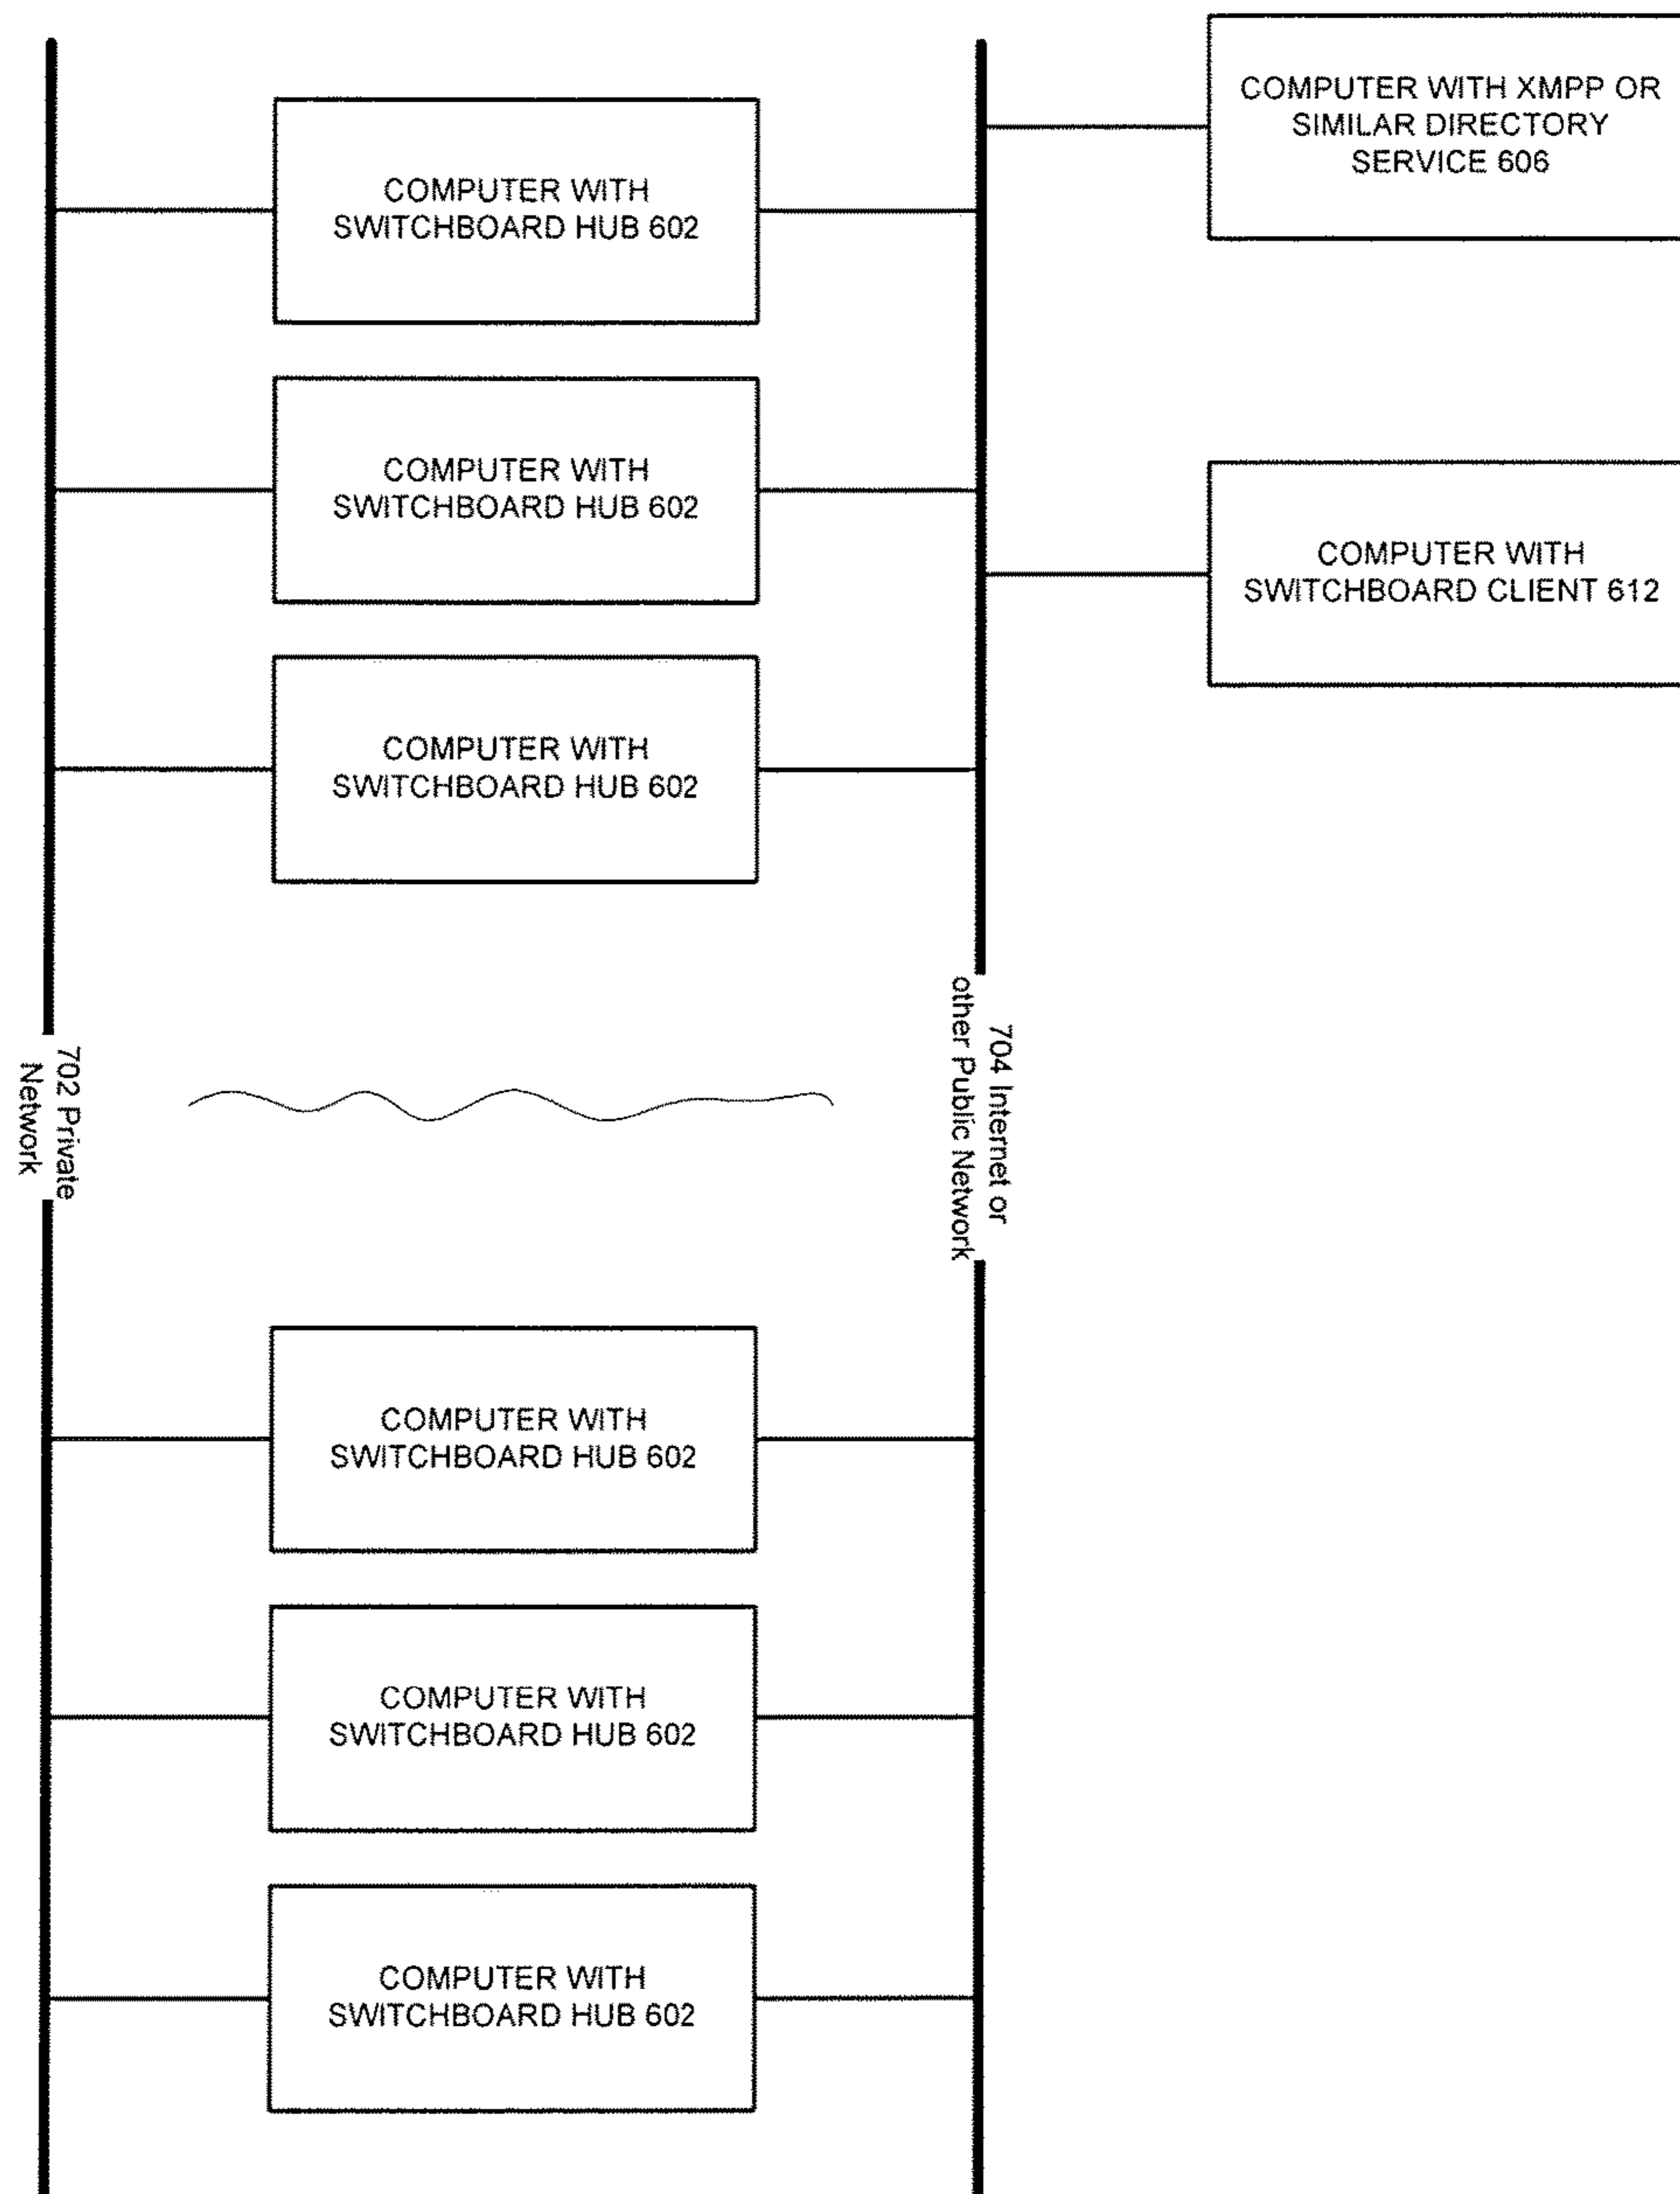 COMPUTER WITH XMPP OR
SIMILAR DIRECTORY
SERVICE 606
COMPUTER WITH
SWITCHBOARD HUB 602
COMPUTER WITH
SWITCHBOARD HUB 602
COMPUTER WITH
SWITCHBOARD CLIENT 612
COMPUTER WITH
SWITCHBOARD HUB 602
702 Private
Network
704 Internet or
other Public Network
COMPUTER WITH
SWITCHBOARD HUB 602
COMPUTER WITH
SWITCHBOARD HUB 602
COMPUTER WITH
SWITCHBOARD HUB 602